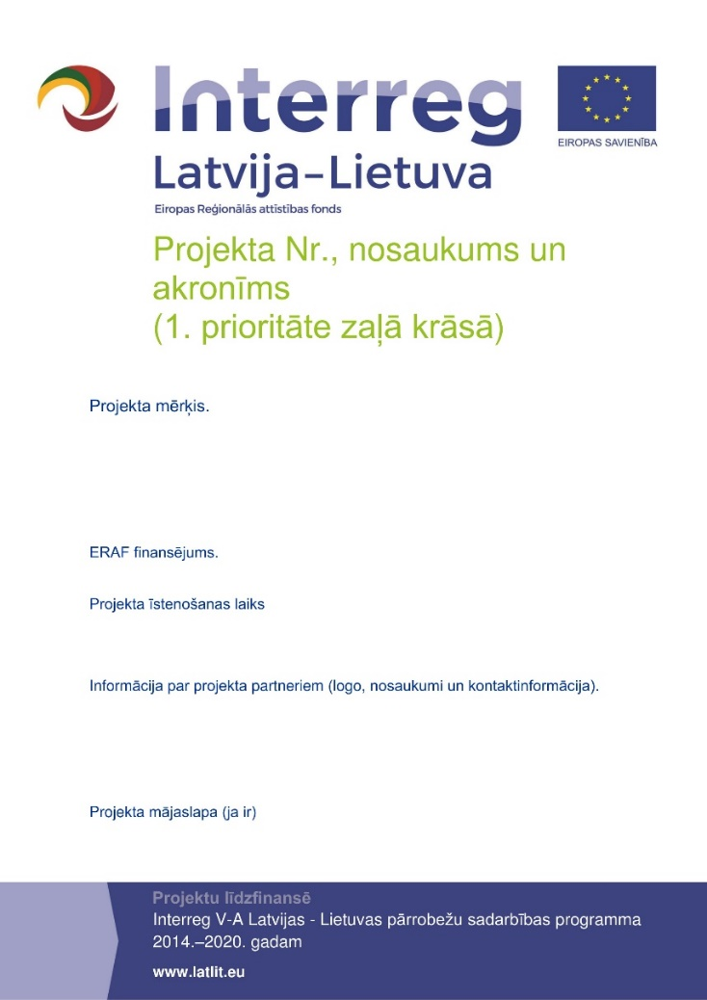 Interreg
EIROPAS SAVIENĪBA
Latvija–Lietuva
Eiropas Reģionālās attīstības fonds
Projekta Nr., nosaukums un
akronīms
(1. prioritāte zaļā krāsā)
Projekta mērķis.
ERAF finansējums.
Projekta īstenošanas laiks
Informācija par projekta partneriem (logo, nosaukumi un kontaktinformācija).
Projekta mājaslapa (ja ir)
Projektu līdzfinansē
Interreg V-A Latvijas - Lietuvas pārrobežu sadarbības programma
2014.–2020. gadam
www.latlit.eu